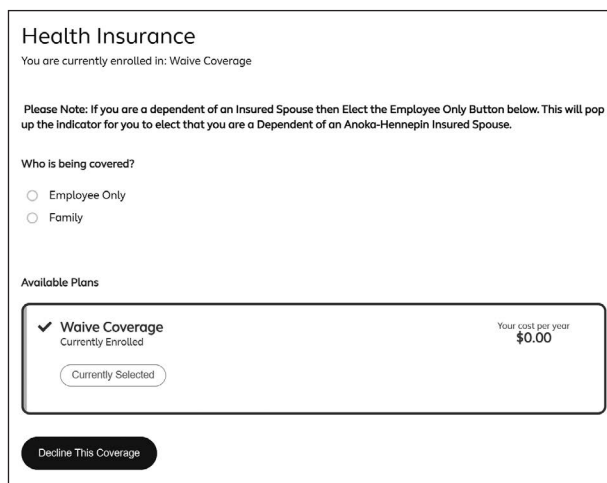 Health Insurance
You are currently enrolled in: Waive Coverage
Please Note: If you are a dependent of an Insured Spouse then Elect the Employee Only Button below. This will pop
up the indicator for you to elect that you are a Dependent of an Anoka-Hennepin Insured Spouse.
Who is being covered?
Employee Only
Family
Available Plans
Waive Coverage
Currently Enrolled
Your cost per year
$0.00
Currently Selected
Decline This Coverage